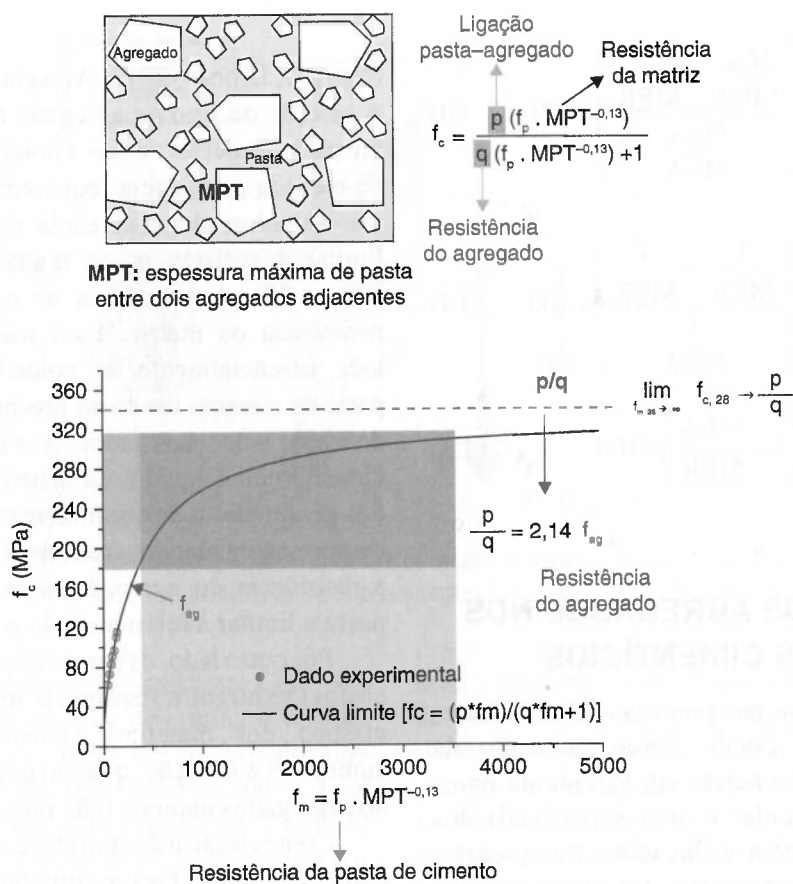 Agregado
Pasta
MPT
MPT: espessura máxima de pasta
entre dois agregados adjacentes
Ligação
pasta–agregado
Resistência
da matriz
f_c = p (f_p . MPT^–0,13) / q (f_p . MPT^–0,13) +1
Resistência
do agregado
f_c (MPa)
360
320
280
240
200
160
120
80
40
0
0
1000
2000
3000
4000
5000
f_ag
p/q
lim f_c, 28 → p/q
f_m 28 → ∞
p/q = 2,14 f_ag
Resistência
do agregado
Dado experimental
Curva limite [fc = (p*fm)/(q*fm+1)]
f_m = f_p . MPT^–0,13
Resistência da pasta de cimento